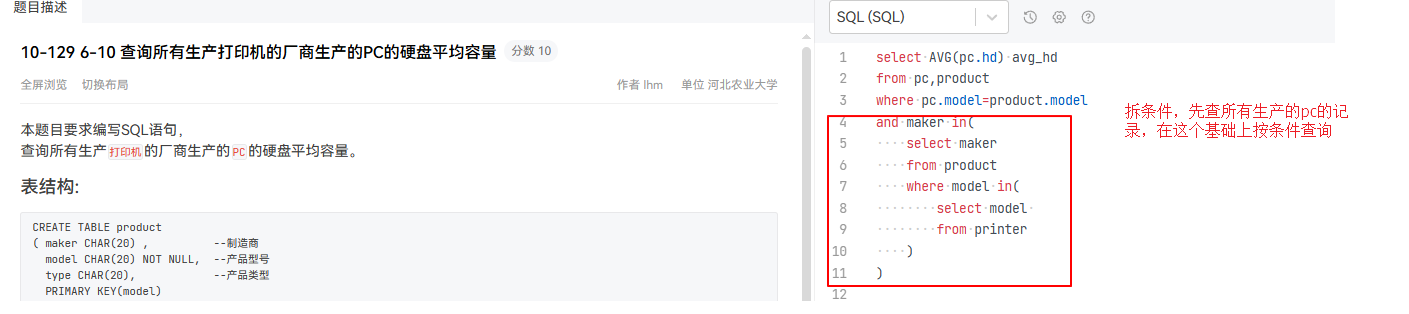 题目描述
10-129 6-10 查询所有生产打印机的厂商生产的PC的硬盘平均容量 分数 10
全屏浏览 切换布局 作者 lhm 单位 河北农业大学
本题目要求编写SQL语句，
查询所有生产打印机的厂商生产的PC的硬盘平均容量。
表结构:
CREATE TABLE product
( maker CHAR(20) , --制造商
model CHAR(20) NOT NULL, --产品型号
type CHAR(20), --产品类型
PRIMARY KEY(model)
SQL (SQL)
1 select AVG(pc.hd) avg_hd
2 from pc,product
3 where pc.model=product.model
4 and maker in(
5 select maker
6 from product
7 where model in(
8 select model
9 from printer
10 )
11 )
12
拆条件，先查所有生产的pc的记
录，在这个基础上按条件查询